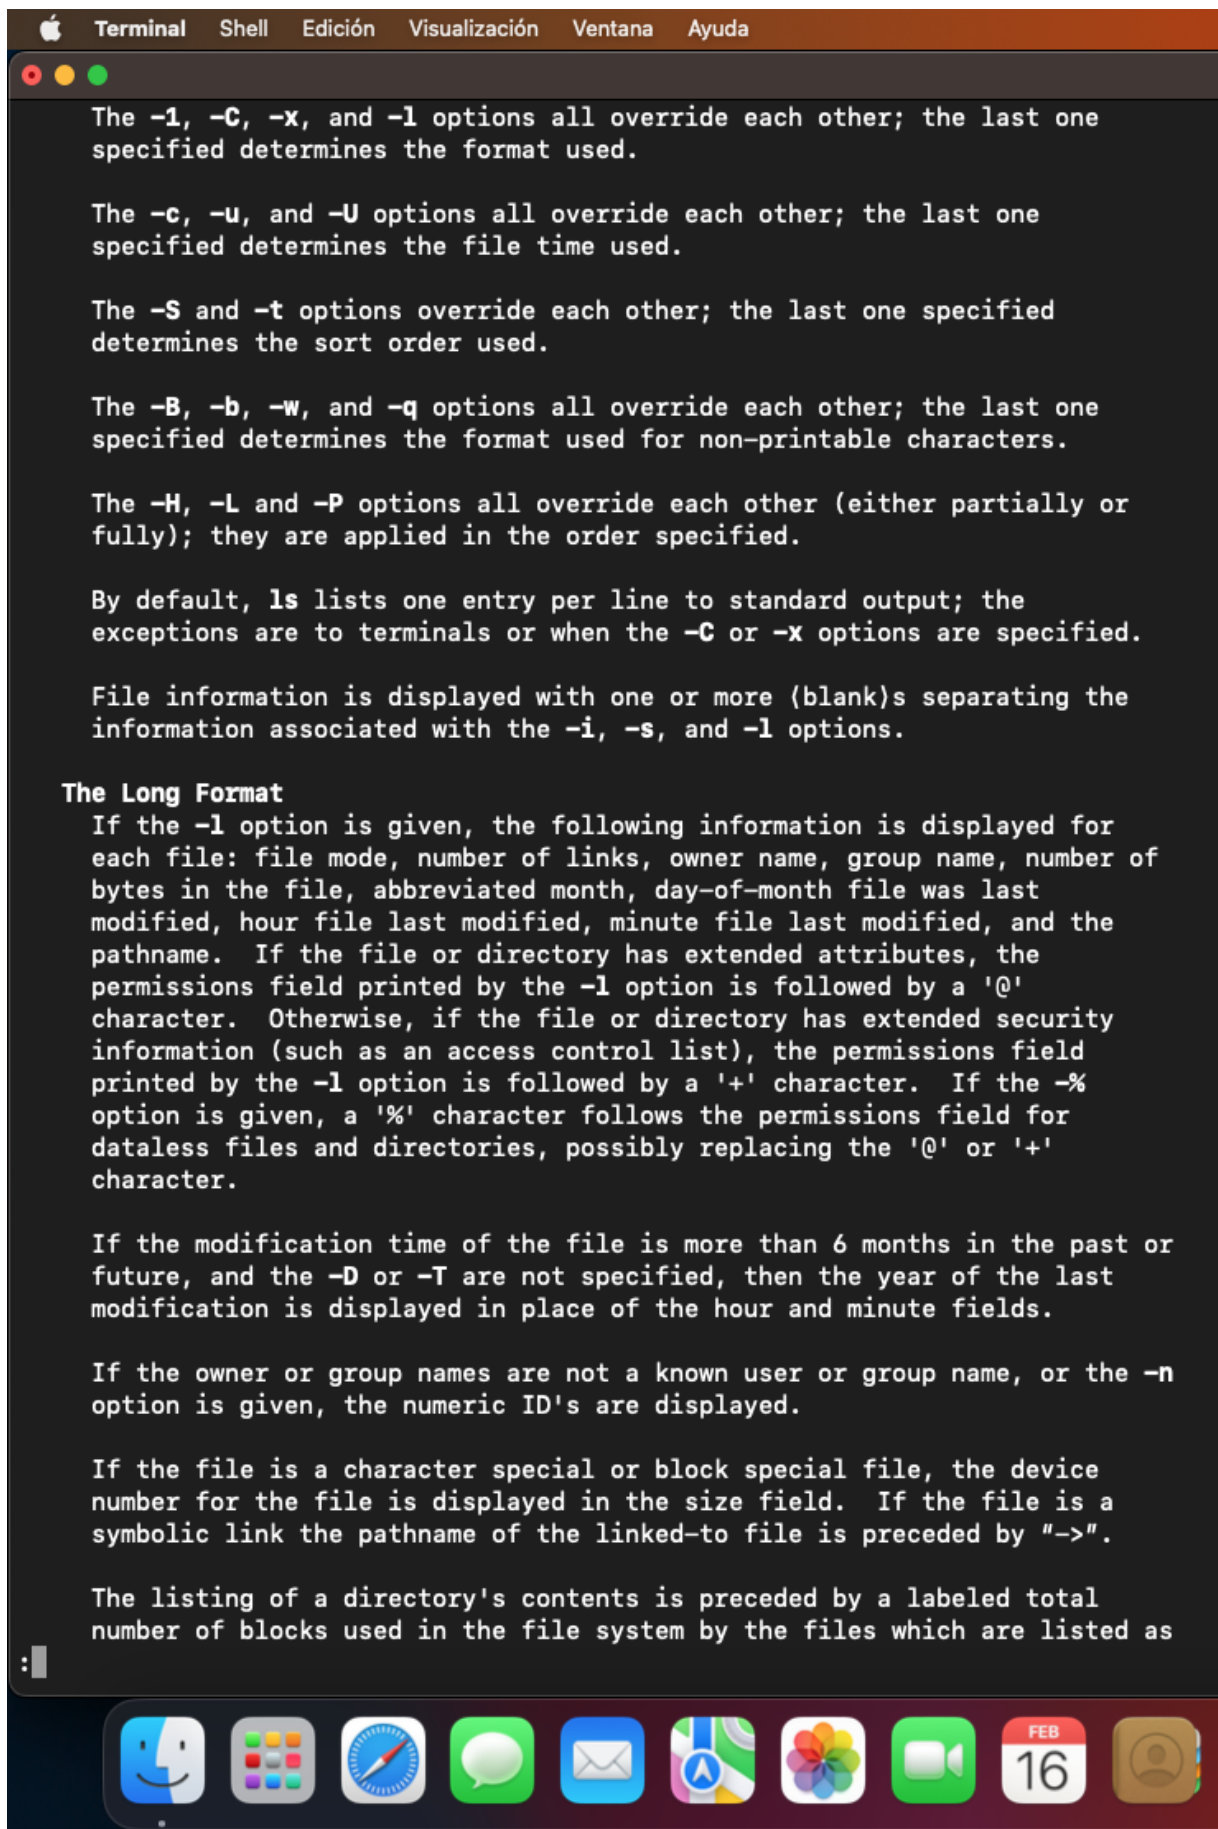 Terminal Shell Edición Visualización Ventana Ayuda
The -1, -C, -x, and -l options all override each other; the last one
specified determines the format used.
The -c, -u, and -U options all override each other; the last one
specified determines the file time used.
The -S and -t options override each other; the last one specified
determines the sort order used.
The -B, -b, -w, and -q options all override each other; the last one
specified determines the format used for non-printable characters.
The -H, -L and -P options all override each other (either partially or
fully); they are applied in the order specified.
By default, ls lists one entry per line to standard output; the
exceptions are to terminals or when the -C or -x options are specified.
File information is displayed with one or more ⟨blank⟩s separating the
information associated with the -i, -s, and -l options.
The Long Format
If the -l option is given, the following information is displayed for
each file: file mode, number of links, owner name, group name, number of
bytes in the file, abbreviated month, day-of-month file was last
modified, hour file last modified, minute file last modified, and the
pathname.  If the file or directory has extended attributes, the
permissions field printed by the -l option is followed by a '@'
character.  Otherwise, if the file or directory has extended security
information (such as an access control list), the permissions field
printed by the -l option is followed by a '+' character.  If the -%
option is given, a '%' character follows the permissions field for
dataless files and directories, possibly replacing the '@' or '+'
character.
If the modification time of the file is more than 6 months in the past or
future, and the -D or -T are not specified, then the year of the last
modification is displayed in place of the hour and minute fields.
If the owner or group names are not a known user or group name, or the -n
option is given, the numeric ID's are displayed.
If the file is a character special or block special file, the device
number for the file is displayed in the size field.  If the file is a
symbolic link the pathname of the linked-to file is preceded by “->”.
The listing of a directory's contents is preceded by a labeled total
number of blocks used in the file system by the files which are listed as
:
FEB
16